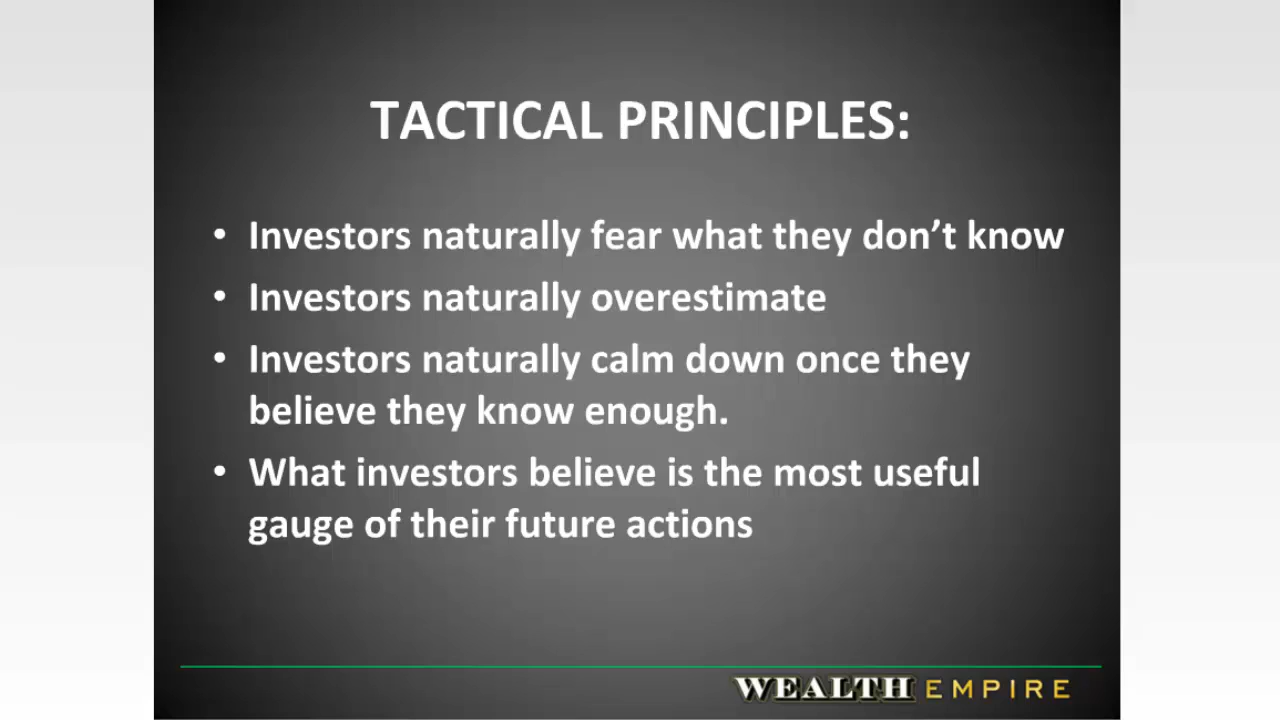 TACTICAL PRINCIPLES:
• Investors naturally fear what they don’t know
• Investors naturally overestimate
• Investors naturally calm down once they
believe they know enough.
• What investors believe is the most useful
gauge of their future actions
WEALTH EMPIRE